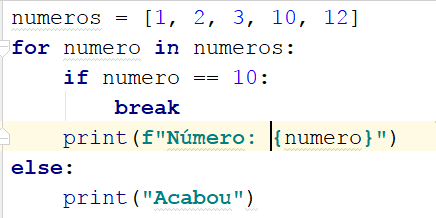 numeros = [1, 2, 3, 10, 12]
for numero in numeros:
    if numero == 10:
        break
    print(f"Número: {numero}")
else:
    print("Acabou")